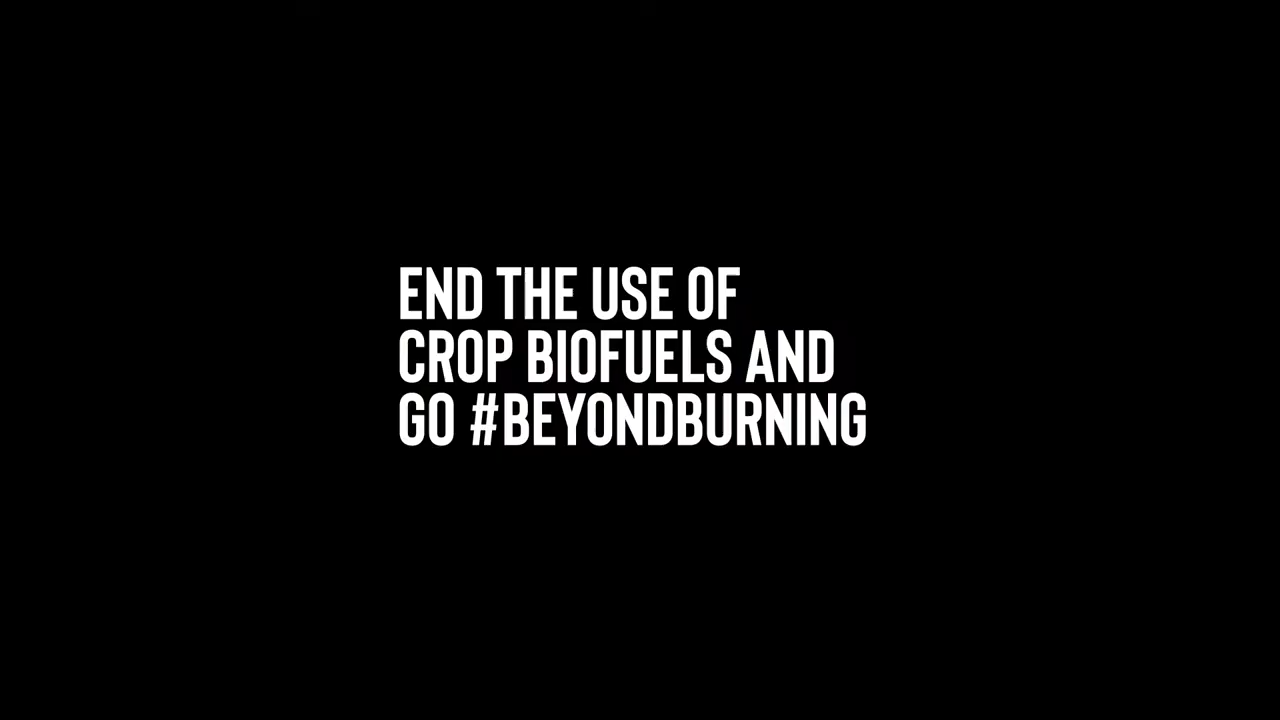 END THE USE OF
CROP BIOFUELS AND
GO #BEYONDBURNING